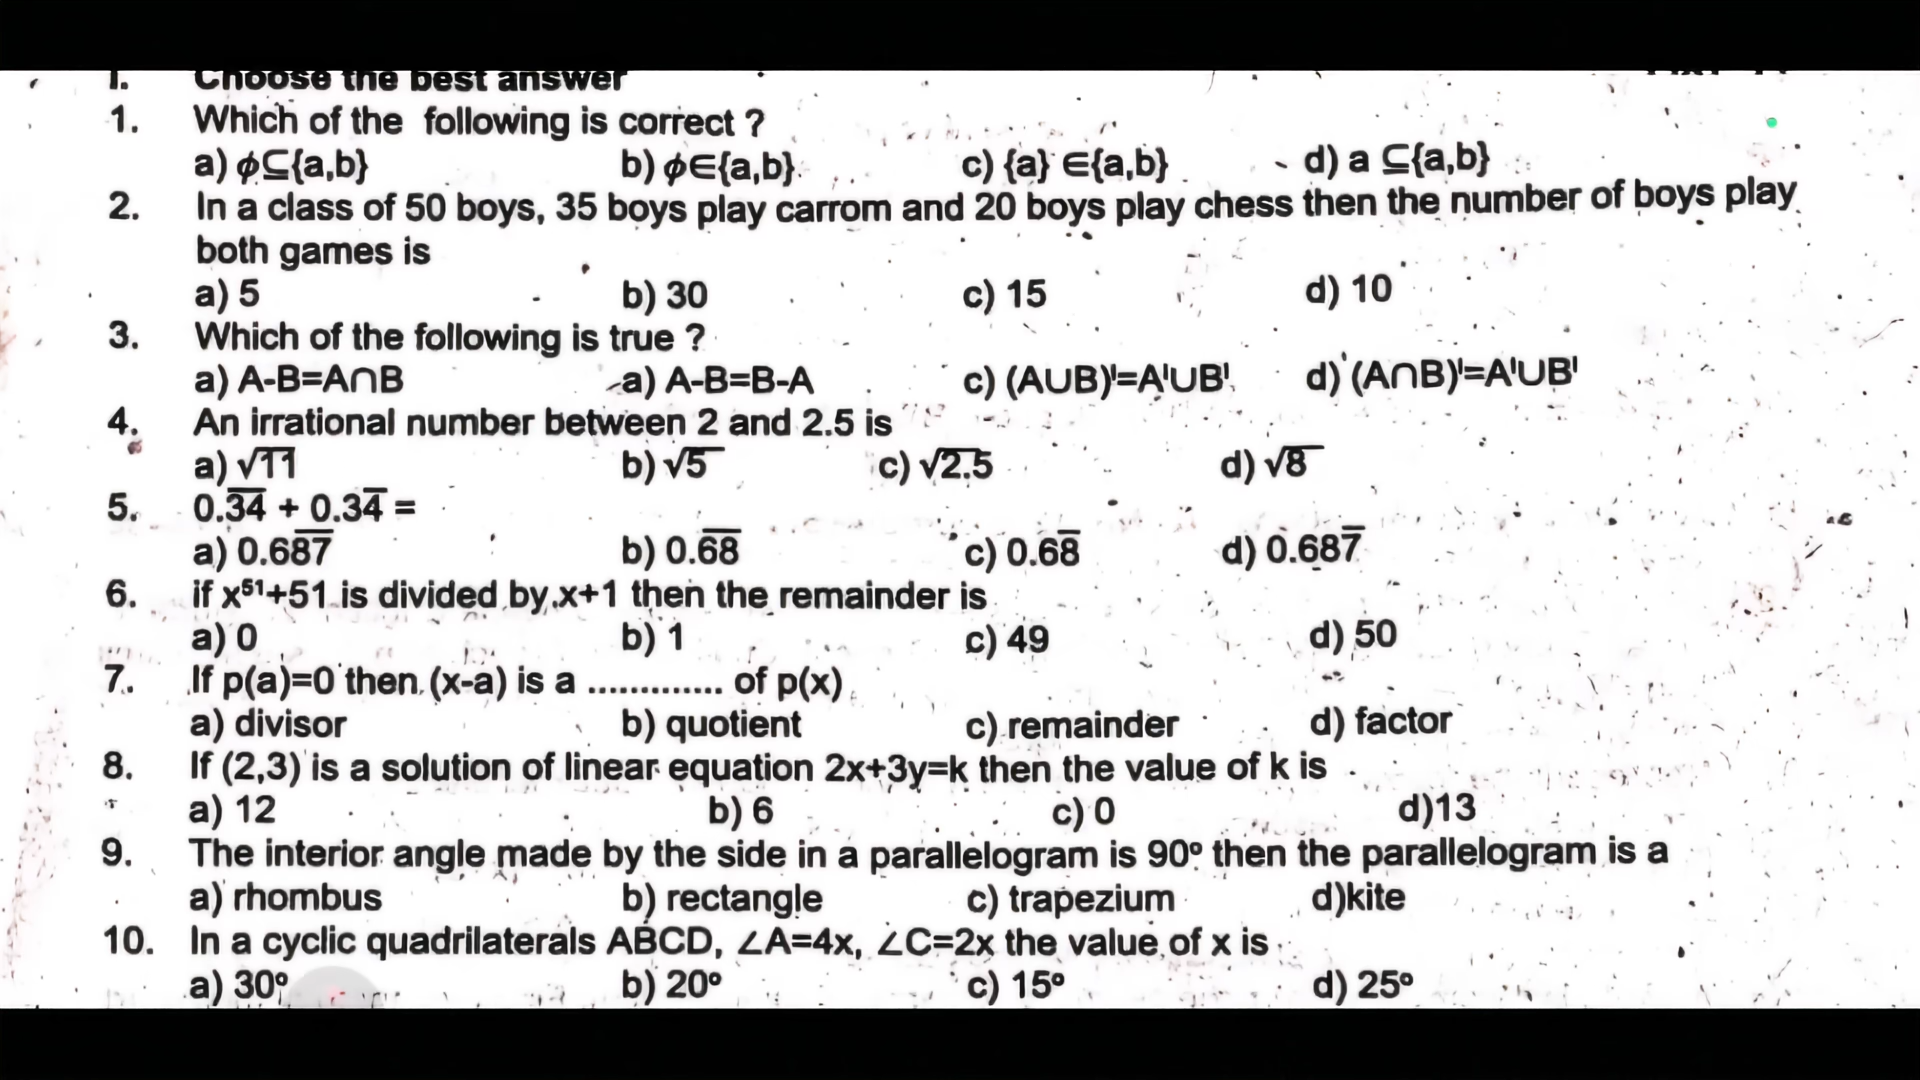 I. Choose the best answer
1. Which of the following is correct ?
a) ϕ⊆{a,b} b) ϕ∈{a,b} c) {a} ∈{a,b} d) a ⊆{a,b}
2. In a class of 50 boys, 35 boys play carrom and 20 boys play chess then the number of boys play
both games is
a) 5 b) 30 c) 15 d) 10
3. Which of the following is true ?
a) A-B=A∩B a) A-B=B-A c) (A∪B)'=A'∪B' d) (A∩B)'=A'∪B'
4. An irrational number between 2 and 2.5 is
a) √11 b) √5 c) √2.5 d) √8
5. 0.3̅4̅ + 0.34̅ =
a) 0.68̅7̅ b) 0.6̅8̅ c) 0.68̅ d) 0.687̅
6. if x⁵¹+51 is divided by x+1 then the remainder is
a) 0 b) 1 c) 49 d) 50
7. If p(a)=0 then (x-a) is a ............. of p(x)
a) divisor b) quotient c) remainder d) factor
8. If (2,3) is a solution of linear equation 2x+3y=k then the value of k is
a) 12 b) 6 c) 0 d)13
9. The interior angle made by the side in a parallelogram is 90º then the parallelogram is a
a) rhombus b) rectangle c) trapezium d)kite
10. In a cyclic quadrilaterals ABCD, ∠A=4x, ∠C=2x the value of x is
a) 30º b) 20º c) 15º d) 25º